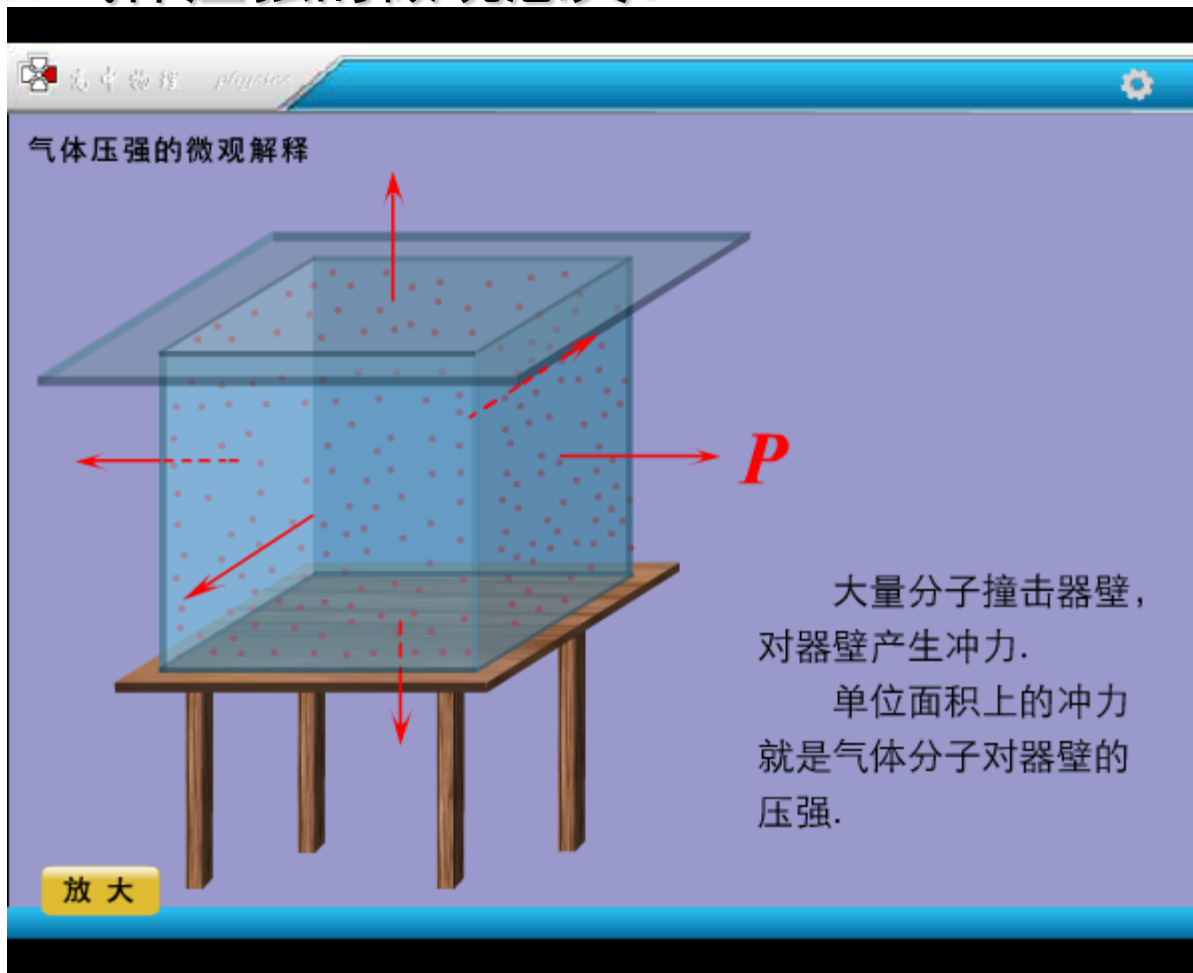 高中物理 physics
气体压强的微观解释
P
大量分子撞击器壁，
对器壁产生冲力.
单位面积上的冲力
就是气体分子对器壁的
压强.
放大